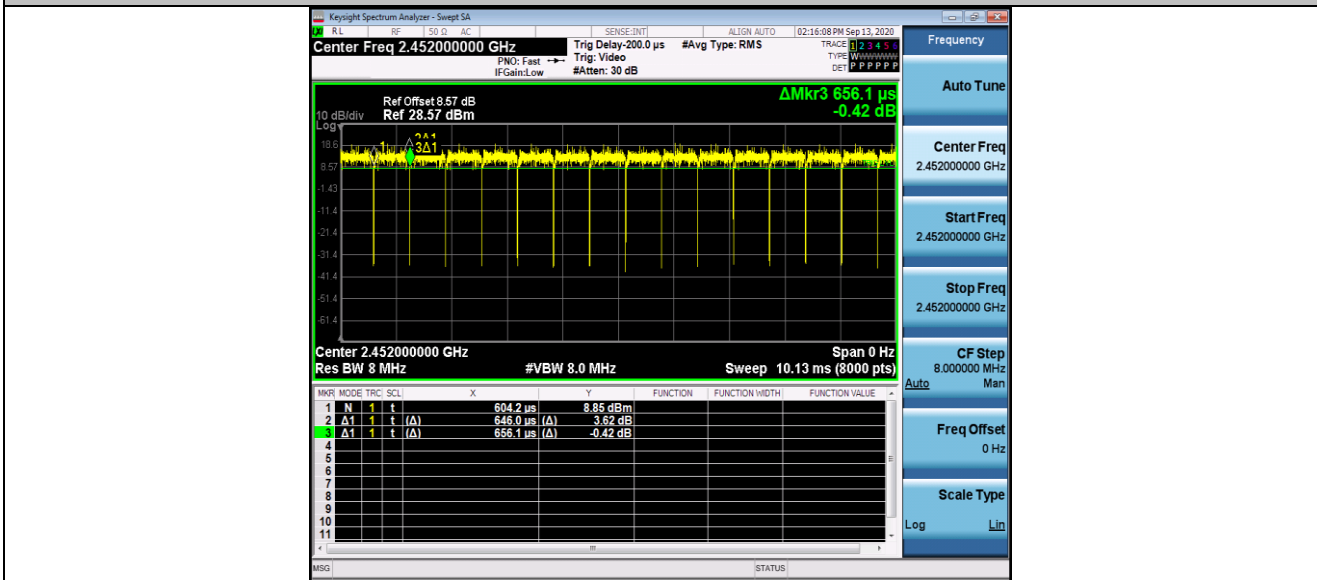 Keysight Spectrum Analyzer - Swept SA
RL RF 50 Ω AC SENSE:INT ALIGN AUTO 02:16:08 PM Sep 13, 2020
Center Freq 2.452000000 GHz
PNO: Fast
IFGain:Low
Trig Delay-200.0 µs
Trig: Video
#Atten: 30 dB
#Avg Type: RMS
TRACE 1 2 3 4 5 6
TYPE WWWWWW
DET P P P P P P
Frequency
Auto Tune
Center Freq
2.452000000 GHz
Start Freq
2.452000000 GHz
Stop Freq
2.452000000 GHz
CF Step
8.000000 MHz
Auto Man
Freq Offset
0 Hz
Scale Type
Log Lin
ΔMkr3 656.1 µs
-0.42 dB
Ref Offset 8.57 dB
10 dB/div Ref 28.57 dBm
Log
18.6
8.57
-1.43
-11.4
-21.4
-31.4
-41.4
-51.4
-61.4
1
2Δ1
3Δ1
Center 2.452000000 GHz Span 0 Hz
Res BW 8 MHz #VBW 8.0 MHz Sweep 10.13 ms (8000 pts)
MKR MODE TRC SCL X Y FUNCTION FUNCTION WIDTH FUNCTION VALUE
1 N 1 t 604.2 µs 8.85 dBm
2 Δ1 1 t (Δ) 646.0 µs (Δ) 3.62 dB
3 Δ1 1 t (Δ) 656.1 µs (Δ) -0.42 dB
4
5
6
7
8
9
10
11
MSG STATUS